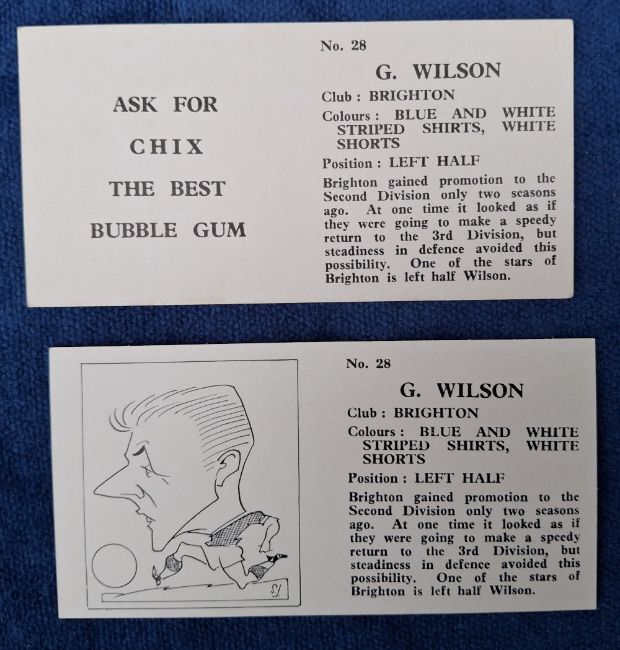 ASK FOR
CHIX
THE BEST
BUBBLE GUM
No. 28
G. WILSON
Club : BRIGHTON
Colours : BLUE AND WHITE
STRIPED SHIRTS, WHITE
SHORTS
Position : LEFT HALF
Brighton gained promotion to the
Second Division only two seasons
ago. At one time it looked as if
they were going to make a speedy
return to the 3rd Division, but
steadiness in defence avoided this
possibility. One of the stars of
Brighton is left half Wilson.
No. 28
G. WILSON
Club : BRIGHTON
Colours : BLUE AND WHITE
STRIPED SHIRTS, WHITE
SHORTS
Position : LEFT HALF
Brighton gained promotion to the
Second Division only two seasons
ago. At one time it looked as if
they were going to make a speedy
return to the 3rd Division, but
steadiness in defence avoided this
possibility. One of the stars of
Brighton is left half Wilson.